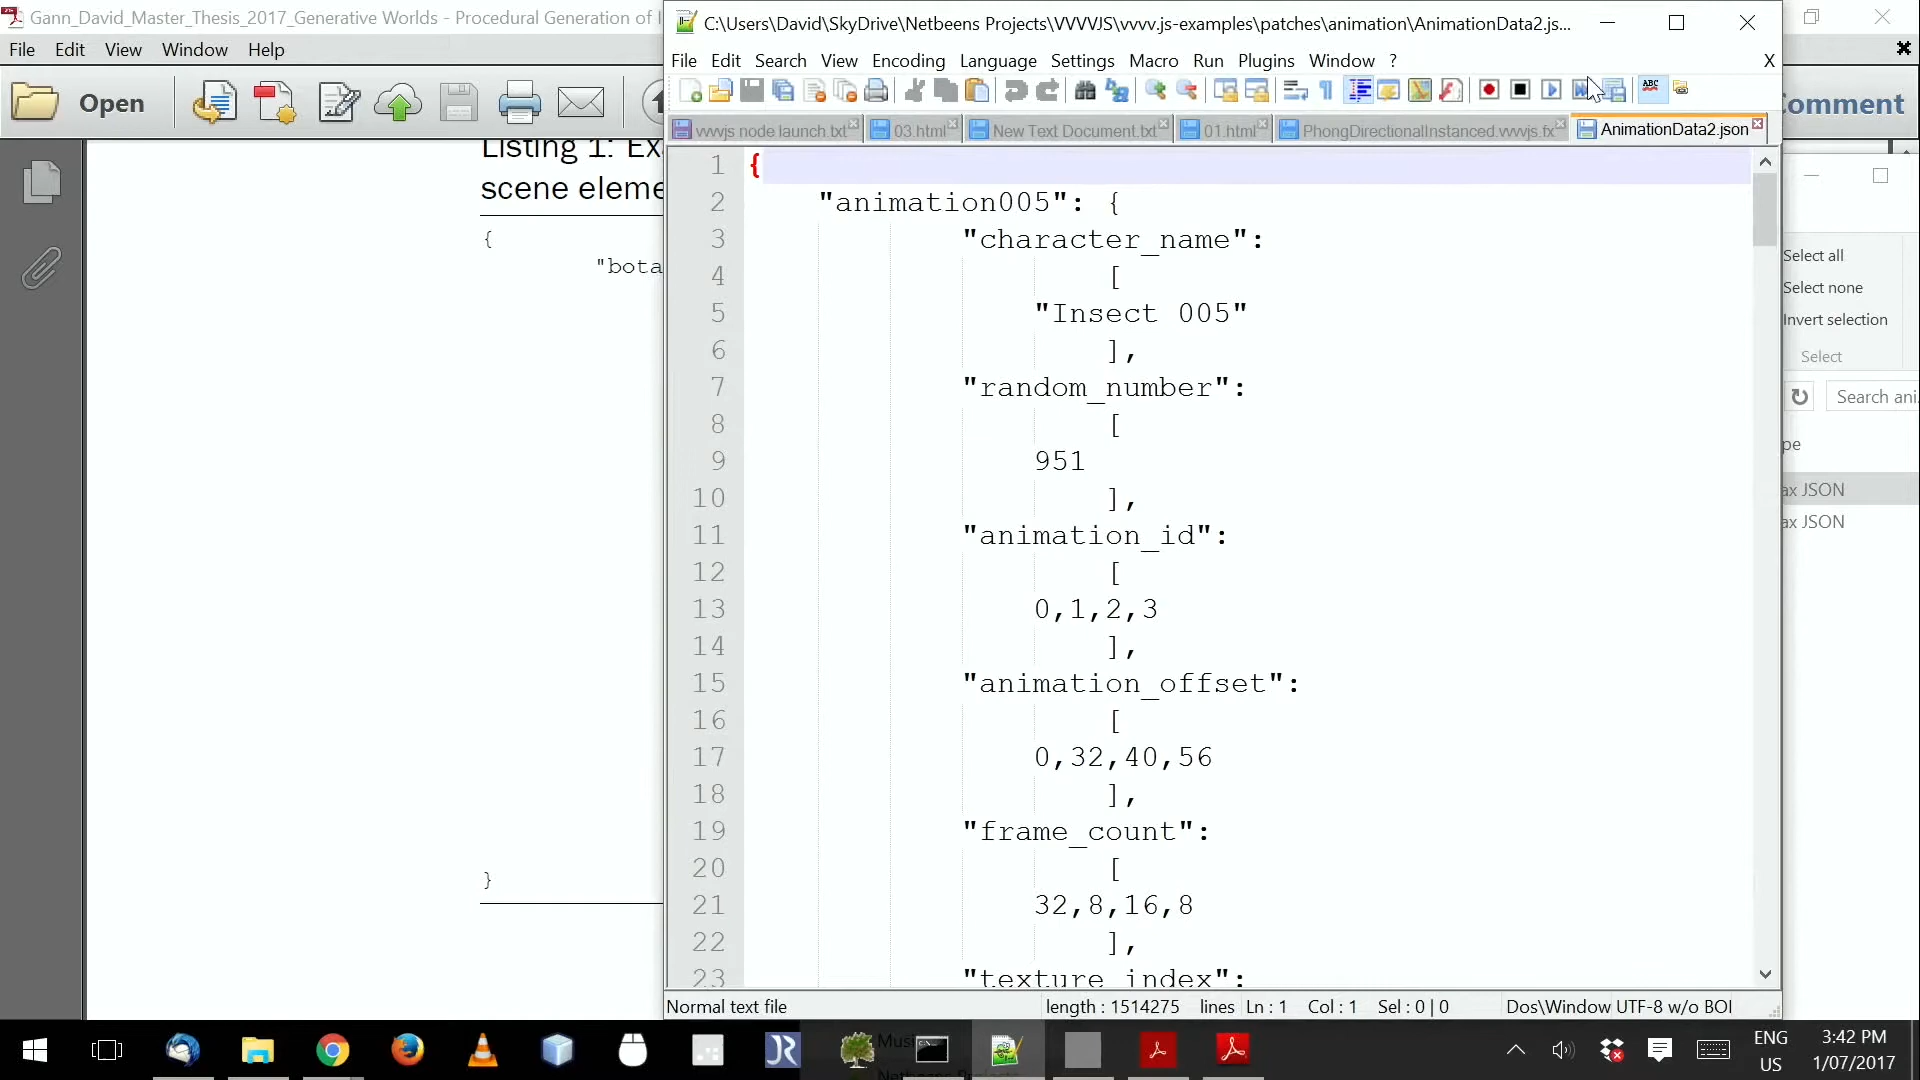 Gann_David_Master_Thesis_2017_Generative Worlds - Procedural Generation of
File Edit View Window Help
Open
Comment
Listing 1: Ex
scene eleme
{
"bota
}
C:\Users\David\SkyDrive\Netbeens Projects\VVVVJS\vvvv.js-examples\patches\animation\AnimationData2.js...
File Edit Search View Encoding Language Settings Macro Run Plugins Window ? X
vvvvjs node launch.txt 03.html New Text Document.txt 01.html PhongDirectionalInstanced.vvvvjs.fx AnimationData2.json
1 {
2 "animation005": {
3 "character_name":
4 [
5 "Insect 005"
6 ],
7 "random_number":
8 [
9 951
10 ],
11 "animation_id":
12 [
13 0,1,2,3
14 ],
15 "animation_offset":
16 [
17 0,32,40,56
18 ],
19 "frame_count":
20 [
21 32,8,16,8
22 ],
23 "texture_index":
Normal text file length : 1514275 lines Ln : 1 Col : 1 Sel : 0 | 0 Dos\Window UTF-8 w/o BOI
Select all
Select none
Invert selection
Select
Search ani
pe
ax JSON
ax JSON
ENG
US
3:42 PM
1/07/2017